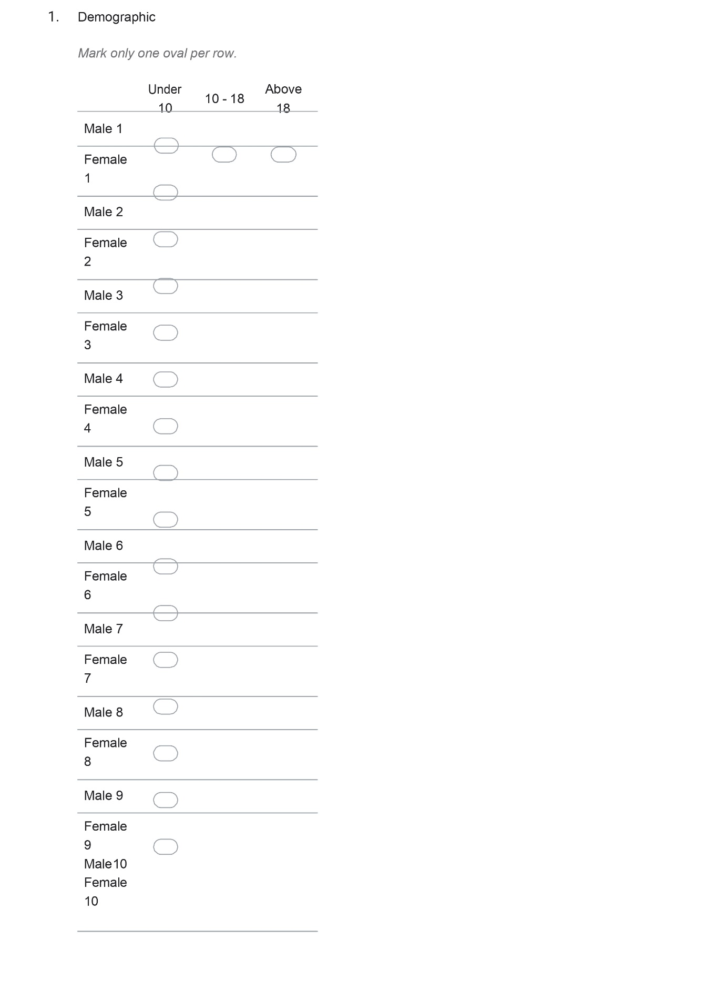 1. Demographic
Mark only one oval per row.
Under
10
10 - 18
Above
18
Male 1
Female
1
Male 2
Female
2
Male 3
Female
3
Male 4
Female
4
Male 5
Female
5
Male 6
Female
6
Male 7
Female
7
Male 8
Female
8
Male 9
Female
9
Male10
Female
10